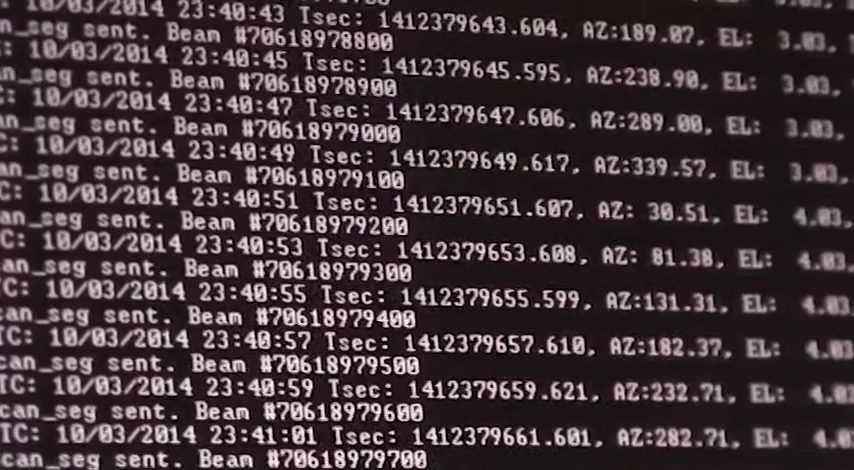 10/03/2014 23:40:43 Tsec: 1412379643.604, AZ:189.07, EL: 3.03,
n_seg sent. Beam #70618978800
: 10/03/2014 23:40:45 Tsec: 1412379645.595, AZ:238.90, EL: 3.03,
an_seg sent. Beam #70618978900
: 10/03/2014 23:40:47 Tsec: 1412379647.606, AZ:289.00, EL: 3.03,
an_seg sent. Beam #70618979000
C: 10/03/2014 23:40:49 Tsec: 1412379649.617, AZ:339.57, EL: 3.03,
an_seg sent. Beam #70618979100
C: 10/03/2014 23:40:51 Tsec: 1412379651.607, AZ: 30.51, EL: 4.03,
an_seg sent. Beam #70618979200
C: 10/03/2014 23:40:53 Tsec: 1412379653.608, AZ: 81.38, EL: 4.03,
can_seg sent. Beam #70618979300
C: 10/03/2014 23:40:55 Tsec: 1412379655.599, AZ:131.31, EL: 4.03
can_seg sent. Beam #70618979400
TC: 10/03/2014 23:40:57 Tsec: 1412379657.610, AZ:182.37, EL: 4.03
can_seg sent. Beam #70618979500
TC: 10/03/2014 23:40:59 Tsec: 1412379659.621, AZ:232.71, EL: 4.0
can_seg sent. Beam #70618979600
TC: 10/03/2014 23:41:01 Tsec: 1412379661.601, AZ:282.71, EL: 4.0
can_seg sent. Beam #70618979700